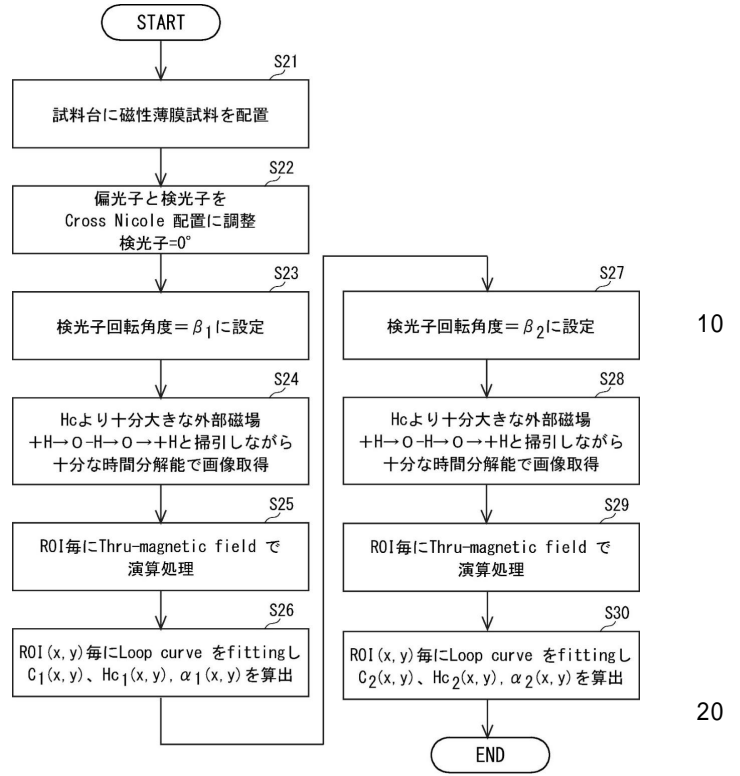 START
S21
試料台に磁性薄膜試料を配置
S22
偏光子と検光子を
Cross Nicole 配置に調整
検光子=0°
S23
検光子回転角度=β1に設定
S24
Hcより十分大きな外部磁場
+H→O-H→O→+Hと掃引しながら
十分な時間分解能で画像取得
S25
ROI毎にThru-magnetic field で
演算処理
S26
ROI(x,y)毎にLoop curve をfittingし
C1(x,y)、Hc1(x,y),α1(x,y)を算出
S27
検光子回転角度=β2に設定
S28
Hcより十分大きな外部磁場
+H→O-H→O→+Hと掃引しながら
十分な時間分解能で画像取得
S29
ROI毎にThru-magnetic field で
演算処理
S30
ROI(x,y)毎にLoop curve をfittingし
C2(x,y)、Hc2(x,y),α2(x,y)を算出
END
10
20